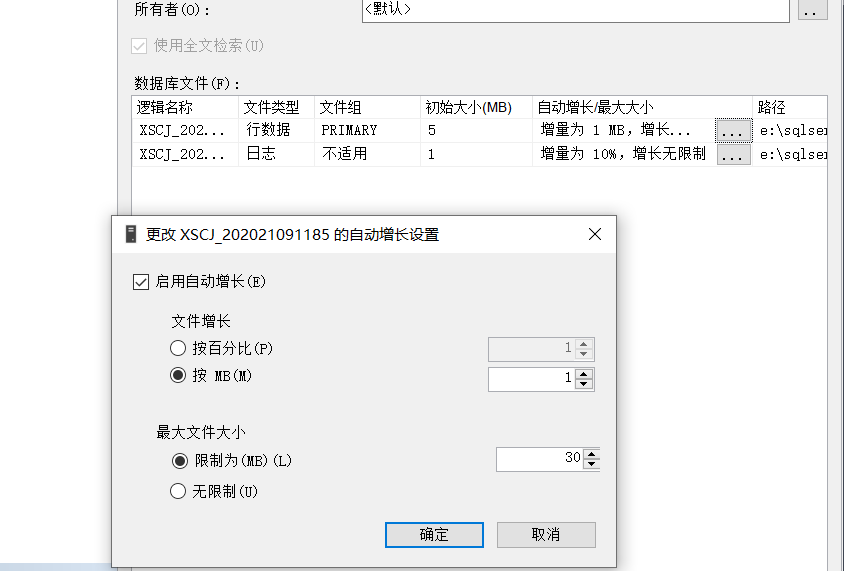 所有者(O):
<默认>
..
使用全文检索(U)
数据库文件(F):
逻辑名称 文件类型 文件组 初始大小(MB) 自动增长/最大大小 路径
XSCJ_202... 行数据 PRIMARY 5 增量为 1 MB，增长... ... e:\sqlser
XSCJ_202... 日志 不适用 1 增量为 10%，增长无限制 ... e:\sqlser
更改 XSCJ_202021091185 的自动增长设置
启用自动增长(E)
文件增长
按百分比(P) 1
按 MB(M) 1
最大文件大小
限制为(MB)(L) 30
无限制(U)
确定 取消